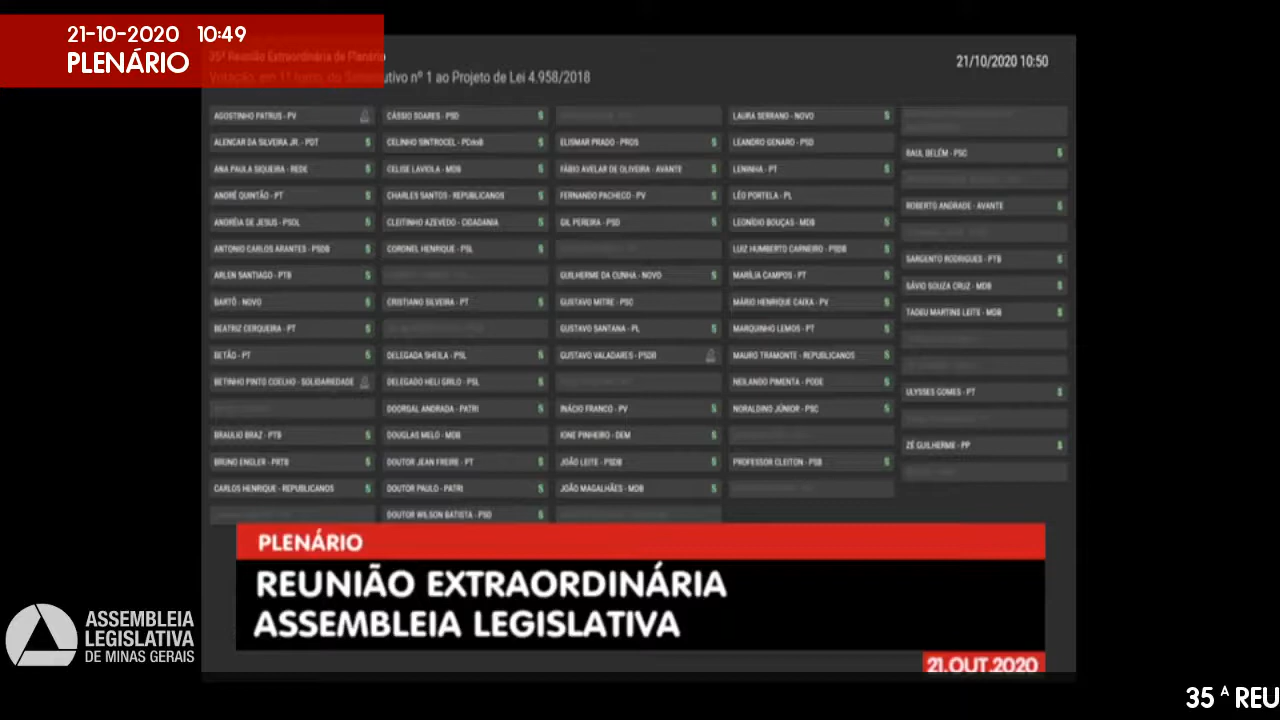 21-10-2020 10:49
PLENÁRIO
35ª Reunião Extraordinária de Plenário
21/10/2020 10:50
Votação, em 1º turno, do Substitutivo nº 1 ao Projeto de Lei 4.958/2018
AGOSTINHO PATRUS - PV
ALENCAR DA SILVEIRA JR. - PDT S
ANA PAULA SIQUEIRA - REDE S
ANDRÉ QUINTÃO - PT S
ANDRÉIA DE JESUS - PSOL S
ANTONIO CARLOS ARANTES - PSDB S
ARLEN SANTIAGO - PTB S
BARTÔ - NOVO S
BEATRIZ CERQUEIRA - PT S
BETÃO - PT S
BETINHO PINTO COELHO - SOLIDARIEDADE
BRAULIO BRAZ - PTB S
BRUNO ENGLER - PRTB S
CARLOS HENRIQUE - REPUBLICANOS S
CÁSSIO SOARES - PSD S
CELINHO SINTROCEL - PCdoB S
CELISE LAVIOLA - MDB S
CHARLES SANTOS - REPUBLICANOS S
CLEITINHO AZEVEDO - CIDADANIA S
CORONEL HENRIQUE - PSL S
CRISTIANO SILVEIRA - PT S
DELEGADA SHEILA - PSL S
DELEGADO HELI GRILO - PSL S
DOORGAL ANDRADA - PATRI S
DOUGLAS MELO - MDB
DOUTOR JEAN FREIRE - PT S
DOUTOR PAULO - PATRI S
DOUTOR WILSON BATISTA - PSD S
ELISMAR PRADO - PROS S
FÁBIO AVELAR DE OLIVEIRA - AVANTE S
FERNANDO PACHECO - PV S
GIL PEREIRA - PSD S
GUILHERME DA CUNHA - NOVO S
GUSTAVO MITRE - PSC
GUSTAVO SANTANA - PL S
GUSTAVO VALADARES - PSDB
INÁCIO FRANCO - PV S
IONE PINHEIRO - DEM S
JOÃO LEITE - PSDB S
JOÃO MAGALHÃES - MDB S
LAURA SERRANO - NOVO S
LEANDRO GENARO - PSD
LENINHA - PT S
LÉO PORTELA - PL
LEONÍDIO BOUÇAS - MDB S
LUIZ HUMBERTO CARNEIRO - PSDB S
MARÍLIA CAMPOS - PT S
MÁRIO HENRIQUE CAIXA - PV S
MARQUINHO LEMOS - PT S
MAURO TRAMONTE - REPUBLICANOS S
NEILANDO PIMENTA - PODE S
NORALDINO JÚNIOR - PSC S
PROFESSOR CLEITON - PSB S
RAUL BELÉM - PSC S
ROBERTO ANDRADE - AVANTE S
SARGENTO RODRIGUES - PTB S
SÁVIO SOUZA CRUZ - MDB S
TADEU MARTINS LEITE - MDB S
ULYSSES GOMES - PT S
ZÉ GUILHERME - PP S
PLENÁRIO
REUNIÃO EXTRAORDINÁRIA
ASSEMBLEIA LEGISLATIVA
21.OUT.2020
ASSEMBLEIA
LEGISLATIVA
DE MINAS GERAIS
35 ª REU